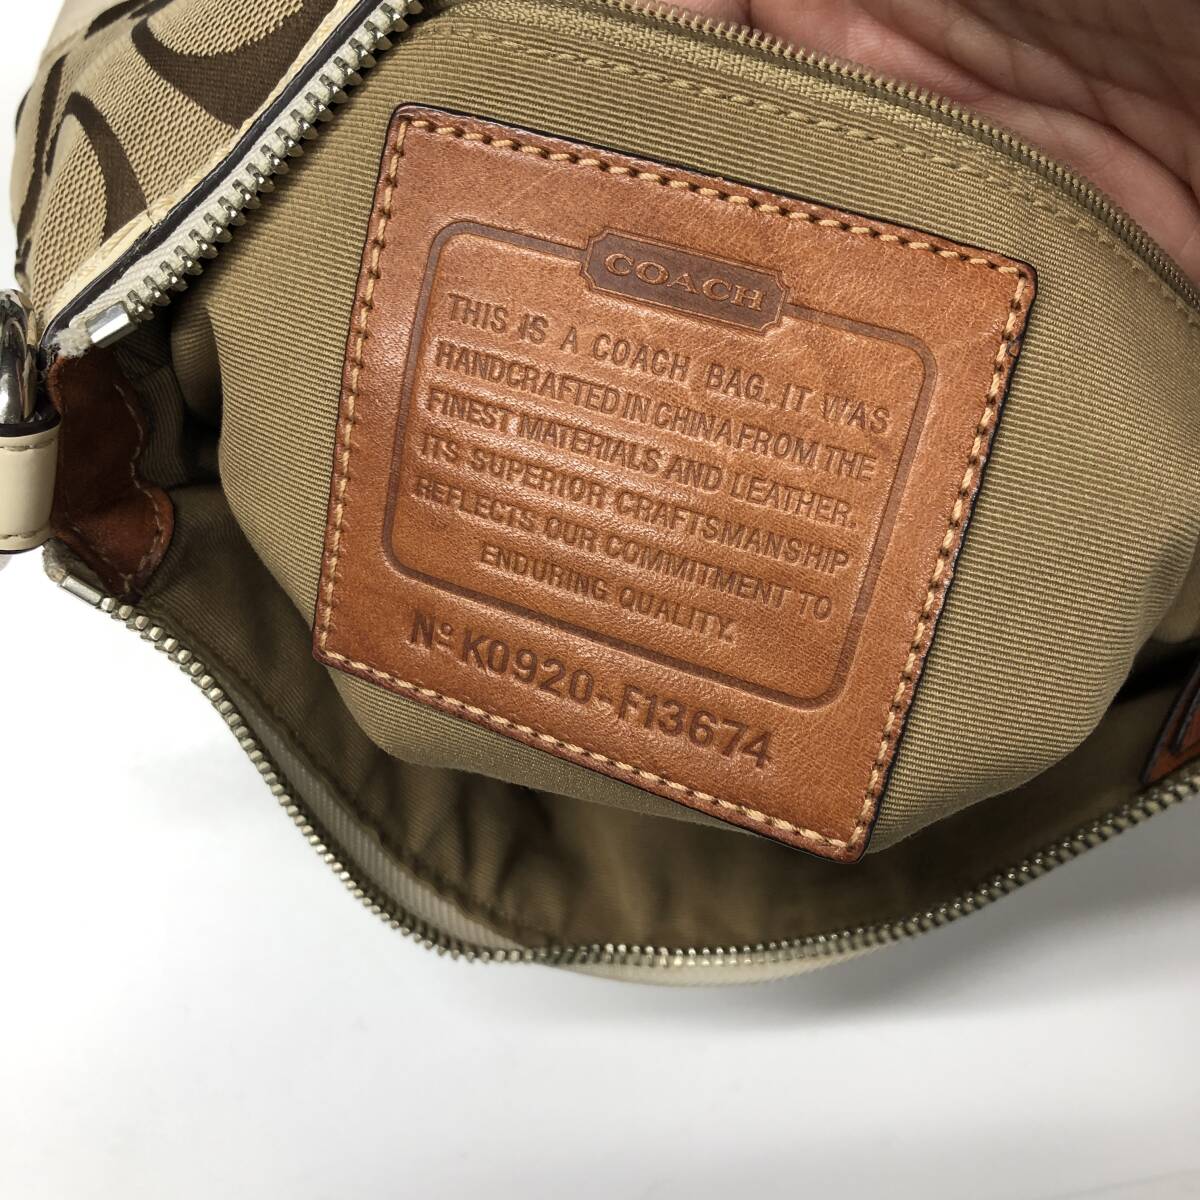 COACH
THIS IS A COACH BAG. IT WAS
HANDCRAFTED IN CHINA FROM THE
FINEST MATERIALS AND LEATHER.
ITS SUPERIOR CRAFTSMANSHIP
REFLECTS OUR COMMITMENT TO
ENDURING QUALITY.
No K0920-F13674